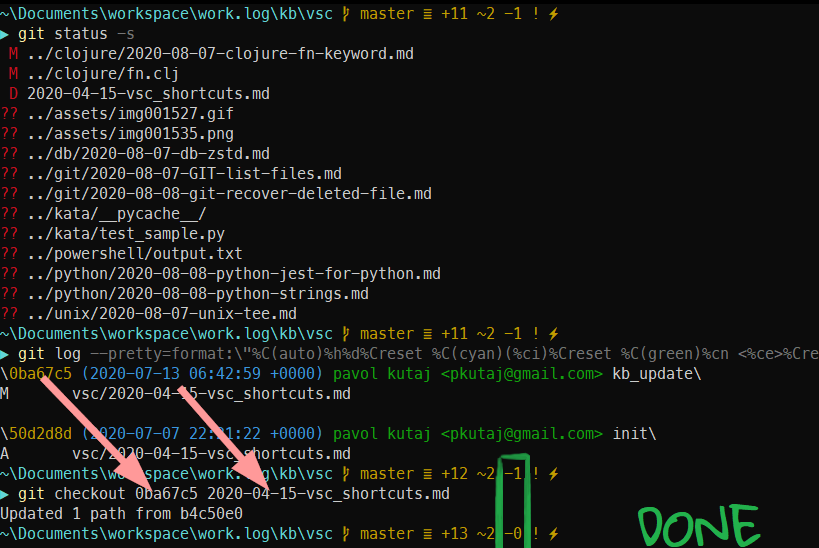 ~\Documents\workspace\work.log\kb\vsc master ≡ +11 ~2 -1 ! ⚡
▶ git status -s
M ../clojure/2020-08-07-clojure-fn-keyword.md
M ../clojure/fn.clj
D 2020-04-15-vsc_shortcuts.md
?? ../assets/img001527.gif
?? ../assets/img001535.png
?? ../db/2020-08-07-db-zstd.md
?? ../git/2020-08-07-GIT-list-files.md
?? ../git/2020-08-08-git-recover-deleted-file.md
?? ../kata/__pycache__/
?? ../kata/test_sample.py
?? ../powershell/output.txt
?? ../python/2020-08-08-python-jest-for-python.md
?? ../python/2020-08-08-python-strings.md
?? ../unix/2020-08-07-unix-tee.md
~\Documents\workspace\work.log\kb\vsc master ≡ +11 ~2 -1 ! ⚡
▶ git log --pretty=format:\"%C(auto)%h%d%Creset %C(cyan)(%ci)%Creset %C(green)%cn <%ce>%Cre
\0ba67c5 (2020-07-13 06:42:59 +0000) pavol kutaj <pkutaj@gmail.com> kb_update\
M vsc/2020-04-15-vsc_shortcuts.md
\50d2d8d (2020-07-07 22:31:22 +0000) pavol kutaj <pkutaj@gmail.com> init\
A vsc/2020-04-15-vsc_shortcuts.md
~\Documents\workspace\work.log\kb\vsc master ≡ +12 ~2 -1 ! ⚡
▶ git checkout 0ba67c5 2020-04-15-vsc_shortcuts.md
Updated 1 path from b4c50e0
~\Documents\workspace\work.log\kb\vsc master ≡ +13 ~2 -0 ! ⚡
DONE